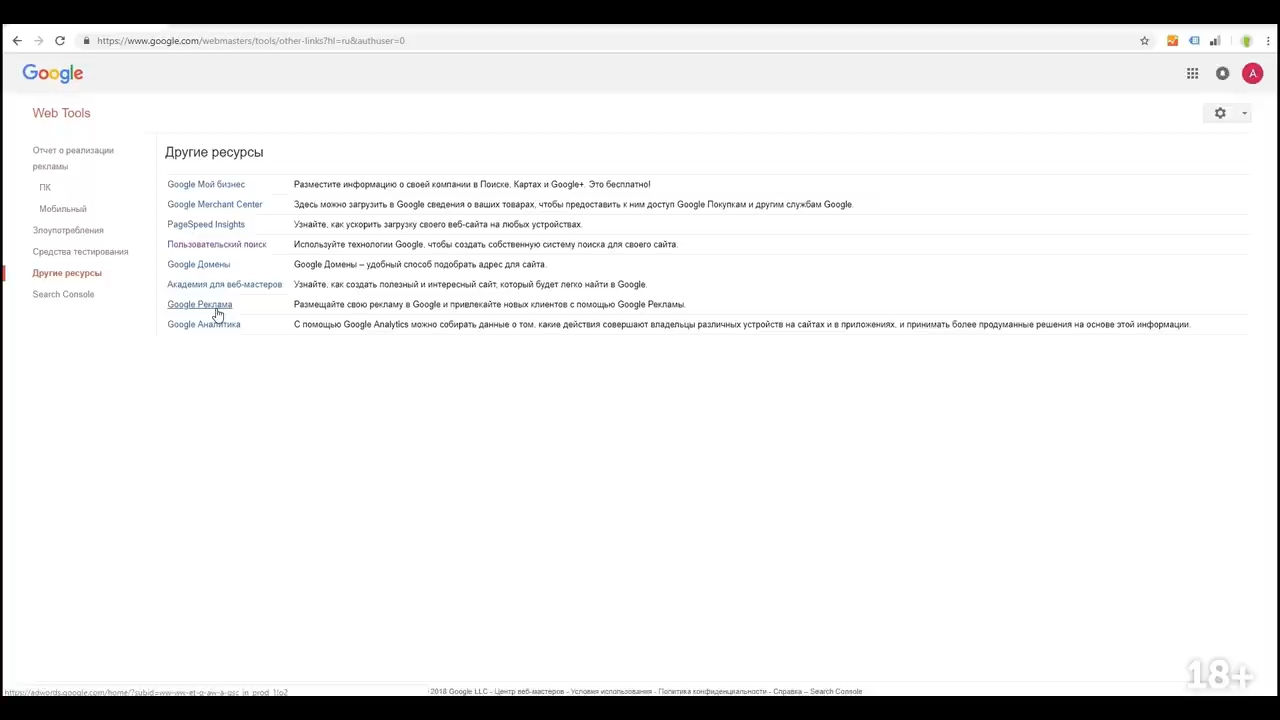 https://www.google.com/webmasters/tools/other-links?hl=ru&authuser=0
Google
A
Web Tools
Отчет о реализации
рекламы
ПК
Мобильный
Злоупотребления
Средства тестирования
Другие ресурсы
Search Console
Другие ресурсы
Google Мой бизнес Разместите информацию о своей компании в Поиске, Картах и Google+. Это бесплатно!
Google Merchant Center Здесь можно загрузить в Google сведения о ваших товарах, чтобы предоставить к ним доступ Google Покупкам и другим службам Google.
PageSpeed Insights Узнайте, как ускорить загрузку своего веб-сайта на любых устройствах.
Пользовательский поиск Используйте технологии Google, чтобы создать собственную систему поиска для своего сайта.
Google Домены Google Домены – удобный способ подобрать адрес для сайта.
Академия для веб-мастеров Узнайте, как создать полезный и интересный сайт, который будет легко найти в Google.
Google Реклама Размещайте свою рекламу в Google и привлекайте новых клиентов с помощью Google Рекламы.
Google Аналитика С помощью Google Analytics можно собирать данные о том, какие действия совершают владельцы различных устройств на сайтах и в приложениях, и принимать более продуманные решения на основе этой информации.
18+
2018 Google LLC - Центр веб-мастеров - Условия использования - Политика конфиденциальности - Справка – Search Console